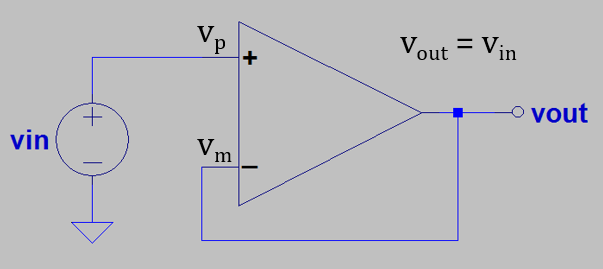 vp
+
vout = vin
+
vin
−
vm
−
vout